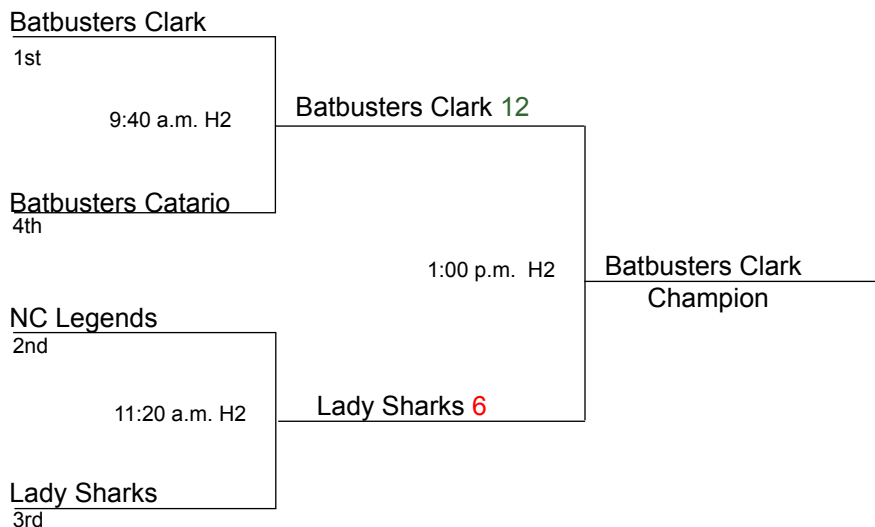 Batbusters Clark
1st
9:40 a.m. H2
Batbusters Clark 12
Batbusters Catario
4th
1:00 p.m. H2
Batbusters Clark
Champion
NC Legends
2nd
11:20 a.m. H2
Lady Sharks 6
Lady Sharks
3rd